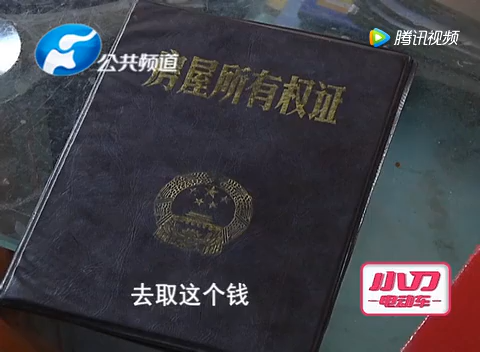 公共频道
腾讯视频
房屋所有权证
去取这个钱
小刀
电动车